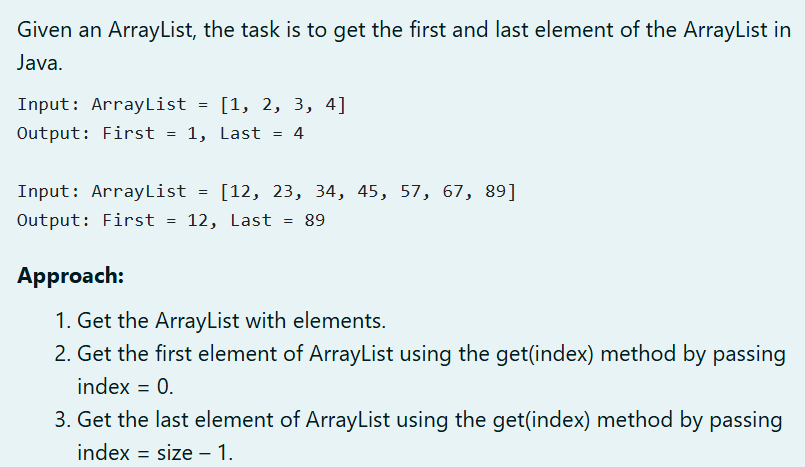 Given an ArrayList, the task is to get the first and last element of the ArrayList in
Java.
Input: ArrayList = [1, 2, 3, 4]
Output: First = 1, Last = 4
Input: ArrayList = [12, 23, 34, 45, 57, 67, 89]
Output: First = 12, Last = 89
Approach:
1. Get the ArrayList with elements.
2. Get the first element of ArrayList using the get(index) method by passing
index = 0.
3. Get the last element of ArrayList using the get(index) method by passing
index = size – 1.